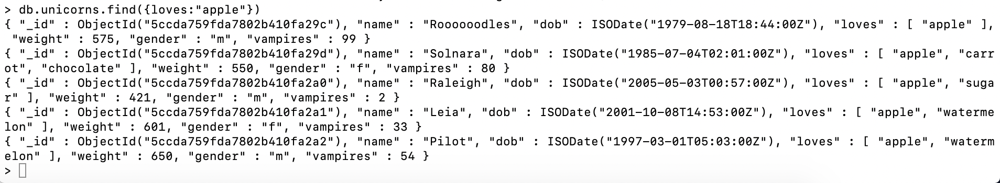 > db.unicorns.find({loves:"apple"})
{ "_id" : ObjectId("5ccda759fda7802b410fa29c"), "name" : "Roooooodles", "dob" : ISODate("1979-08-18T18:44:00Z"), "loves" : [ "apple" ],
 "weight" : 575, "gender" : "m", "vampires" : 99 }
{ "_id" : ObjectId("5ccda759fda7802b410fa29d"), "name" : "Solnara", "dob" : ISODate("1985-07-04T02:01:00Z"), "loves" : [ "apple", "carr
ot", "chocolate" ], "weight" : 550, "gender" : "f", "vampires" : 80 }
{ "_id" : ObjectId("5ccda759fda7802b410fa2a0"), "name" : "Raleigh", "dob" : ISODate("2005-05-03T00:57:00Z"), "loves" : [ "apple", "suga
r" ], "weight" : 421, "gender" : "m", "vampires" : 2 }
{ "_id" : ObjectId("5ccda759fda7802b410fa2a1"), "name" : "Leia", "dob" : ISODate("2001-10-08T14:53:00Z"), "loves" : [ "apple", "waterme
lon" ], "weight" : 601, "gender" : "f", "vampires" : 33 }
{ "_id" : ObjectId("5ccda759fda7802b410fa2a2"), "name" : "Pilot", "dob" : ISODate("1997-03-01T05:03:00Z"), "loves" : [ "apple", "waterm
elon" ], "weight" : 650, "gender" : "m", "vampires" : 54 }
>